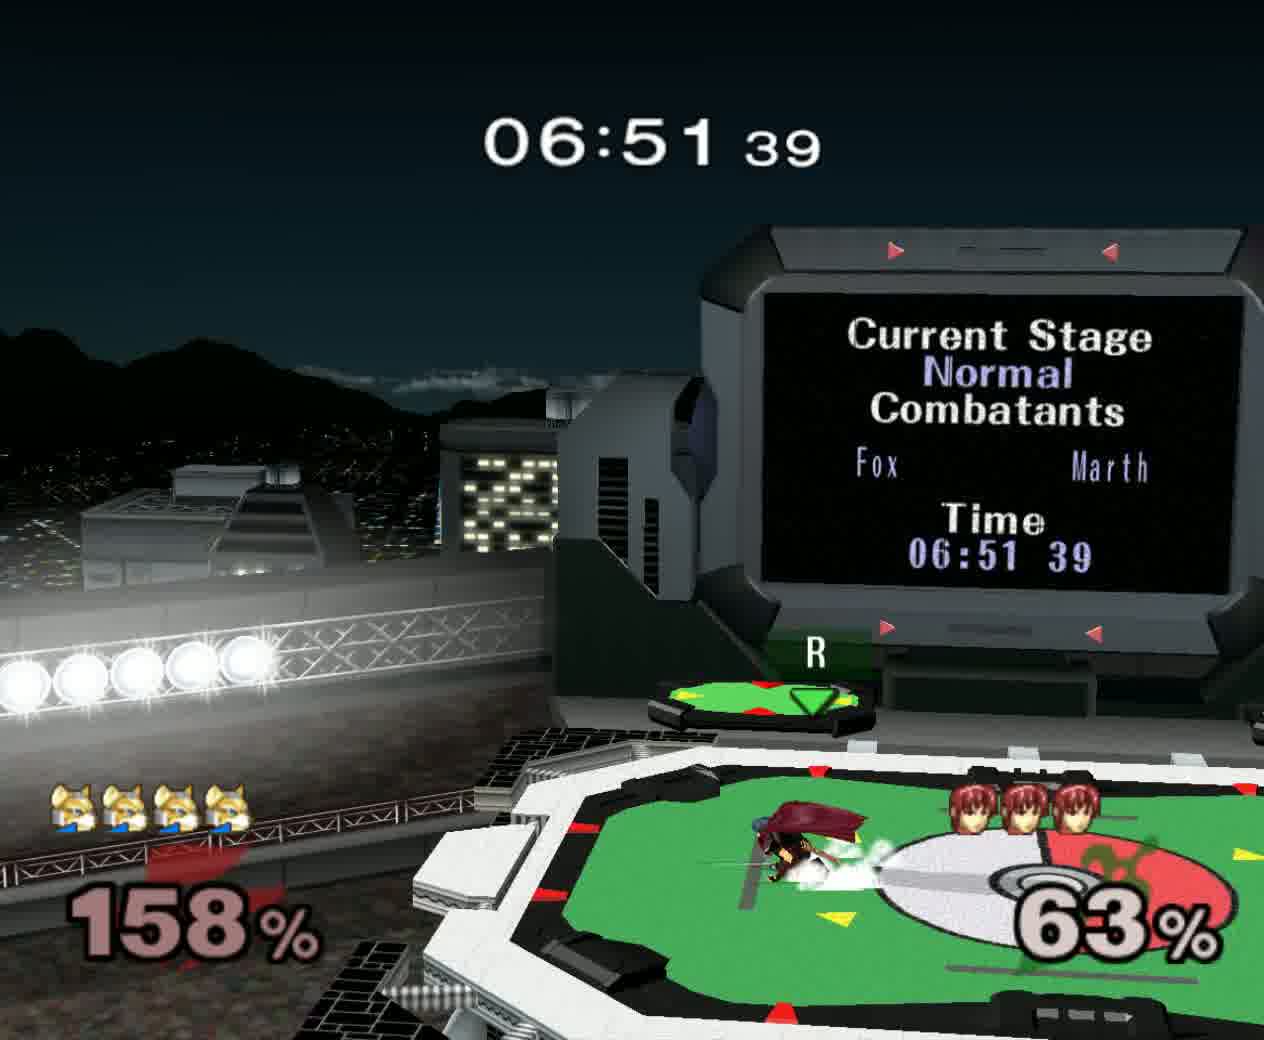 06:51 39
Current Stage
Normal
Combatants
Fox Marth
Time
06:51 39
R
158%
63%